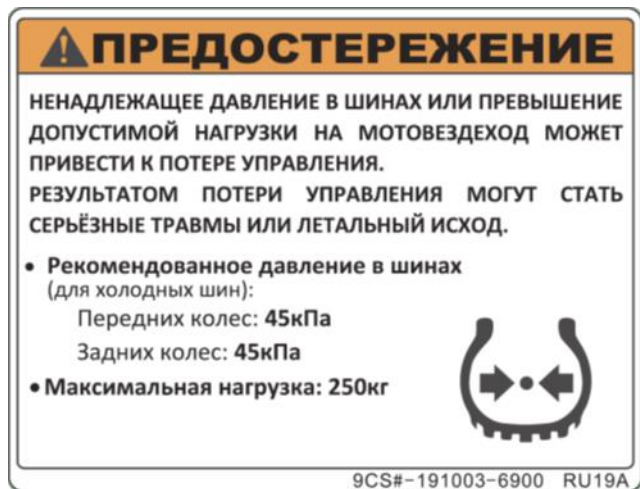 ПРЕДОСТЕРЕЖЕНИЕ
НЕНАДЛЕЖАЩЕЕ ДАВЛЕНИЕ В ШИНАХ ИЛИ ПРЕВЫШЕНИЕ
ДОПУСТИМОЙ НАГРУЗКИ НА МОТОВЕЗДЕХОД МОЖЕТ
ПРИВЕСТИ К ПОТЕРЕ УПРАВЛЕНИЯ.
РЕЗУЛЬТАТОМ ПОТЕРИ УПРАВЛЕНИЯ МОГУТ СТАТЬ
СЕРЬЁЗНЫЕ ТРАВМЫ ИЛИ ЛЕТАЛЬНЫЙ ИСХОД.
• Рекомендованное давление в шинах
(для холодных шин):
Передних колес: 45кПа
Задних колес: 45кПа
• Максимальная нагрузка: 250кг
9CS#-191003-6900 RU19A